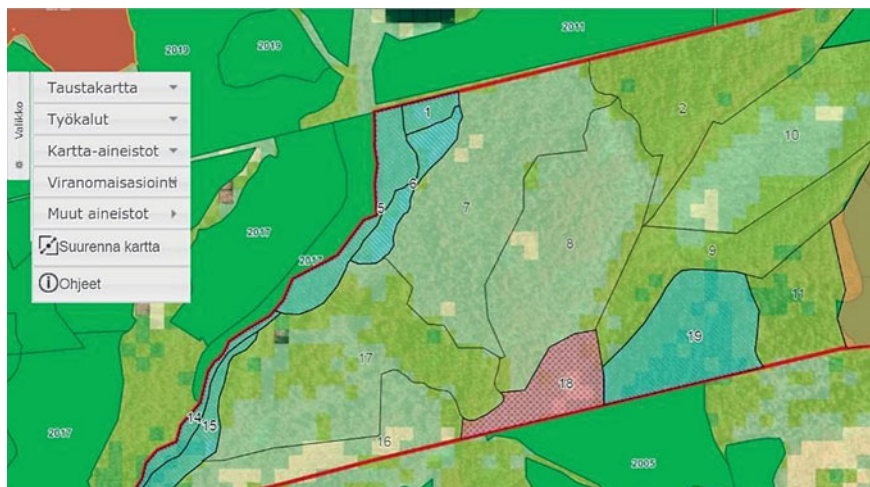 2019
2019
2011
Valikko
Taustakartta
Työkalut
Kartta-aineistot
Viranomaisasiointi
Muut aineistot
Suurenna kartta
Ohjeet
1
2
10
6
5
7
2017
8
9
2017
11
19
17
18
14
15
16
2017
2005